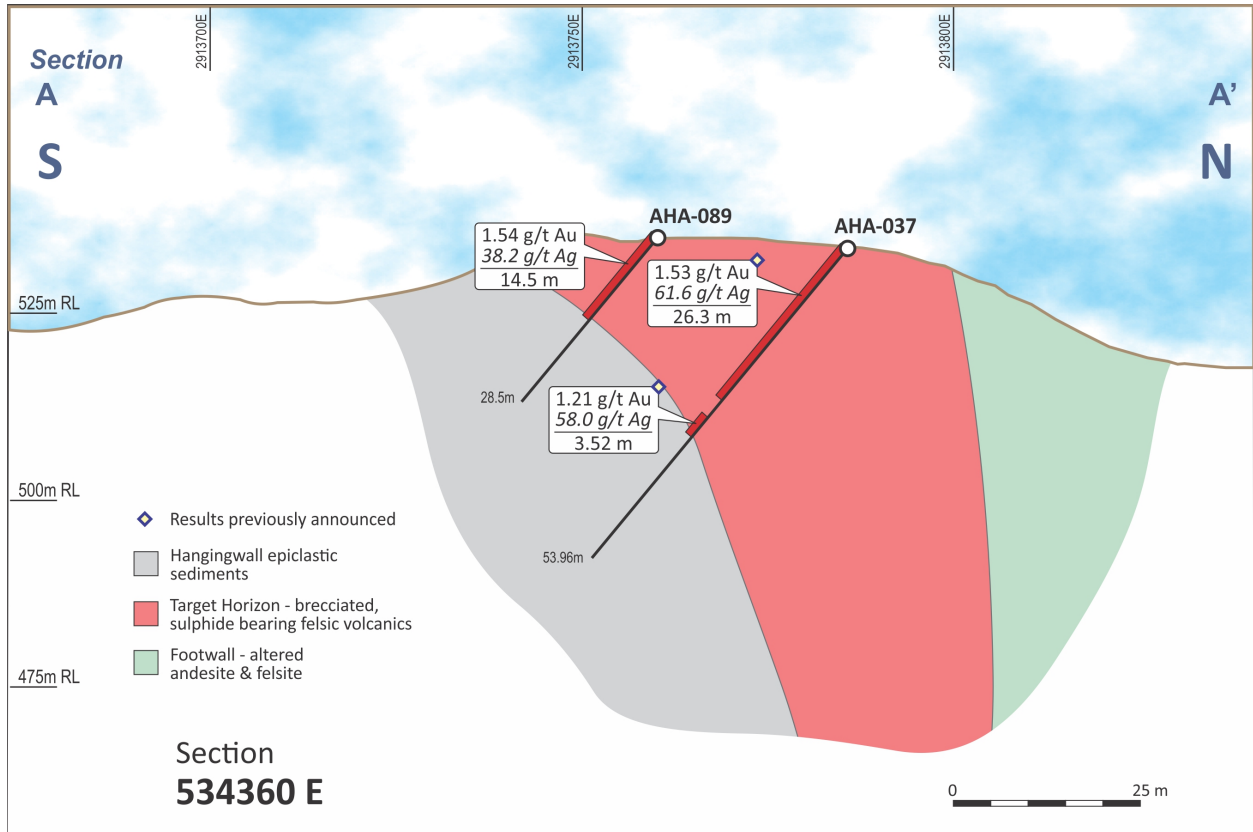 2913700E
2913750E
2913800E
Section
A
A’
S
N
AHA-089
AHA-037
1.54 g/t Au
38.2 g/t Ag
14.5 m
1.53 g/t Au
61.6 g/t Ag
26.3 m
525m RL
1.21 g/t Au
58.0 g/t Ag
3.52 m
28.5m
500m RL
53.96m
475m RL
Results previously announced
Hangingwall epiclastic
sediments
Target Horizon - brecciated,
sulphide bearing felsic volcanics
Footwall - altered
andesite & felsite
Section
534360 E
0
25 m